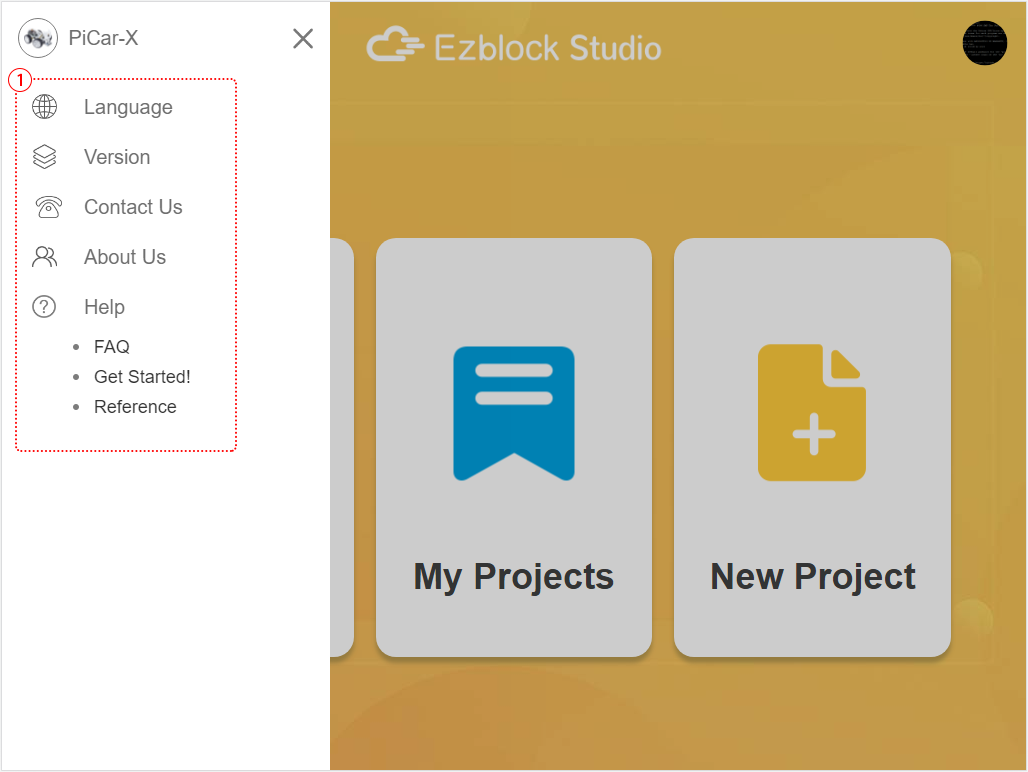 PiCar-X
1
Language
Version
Contact Us
About Us
? Help
• FAQ
• Get Started!
• Reference
Ezblock Studio
My Projects
New Project